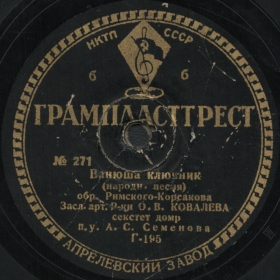 НКТП СССР
6 6
ГРАМПЛАСТТРЕСТ
№ 271
Ванюша ключник
(народн. песня)
обр. Римского-Корсакова
Засл. арт. Р-ки О. В. КОВАЛЕВА
секстет домр
п.у. А. С. Семенова
Г-195
АПРЕЛЕВСКИЙ ЗАВОД